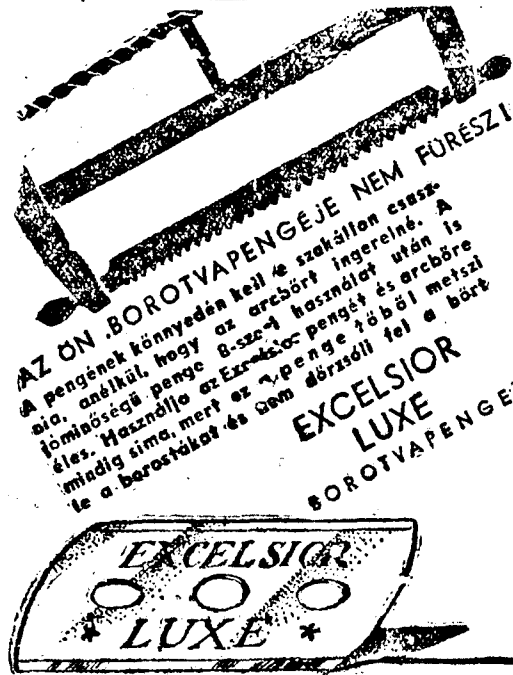 AZ ÖN BOROTVAPENGÉJE NEM FÜRÉSZ!
A pengének könnyedén kell a szakállon csusz-
nia, anélkül, hogy az arcbőrt ingerelné. A
jóminőségű penge 8-szori használat után is
éles. Használja az Excelsior pengét és arcbőre
mindig sima, mert ez a penge tőből metszi
le a borostákat és nem dörzsöli fel a bőrt
EXCELSIOR
LUXE
BOROTVAPENGE
EXCELSIOR
* LUXE *